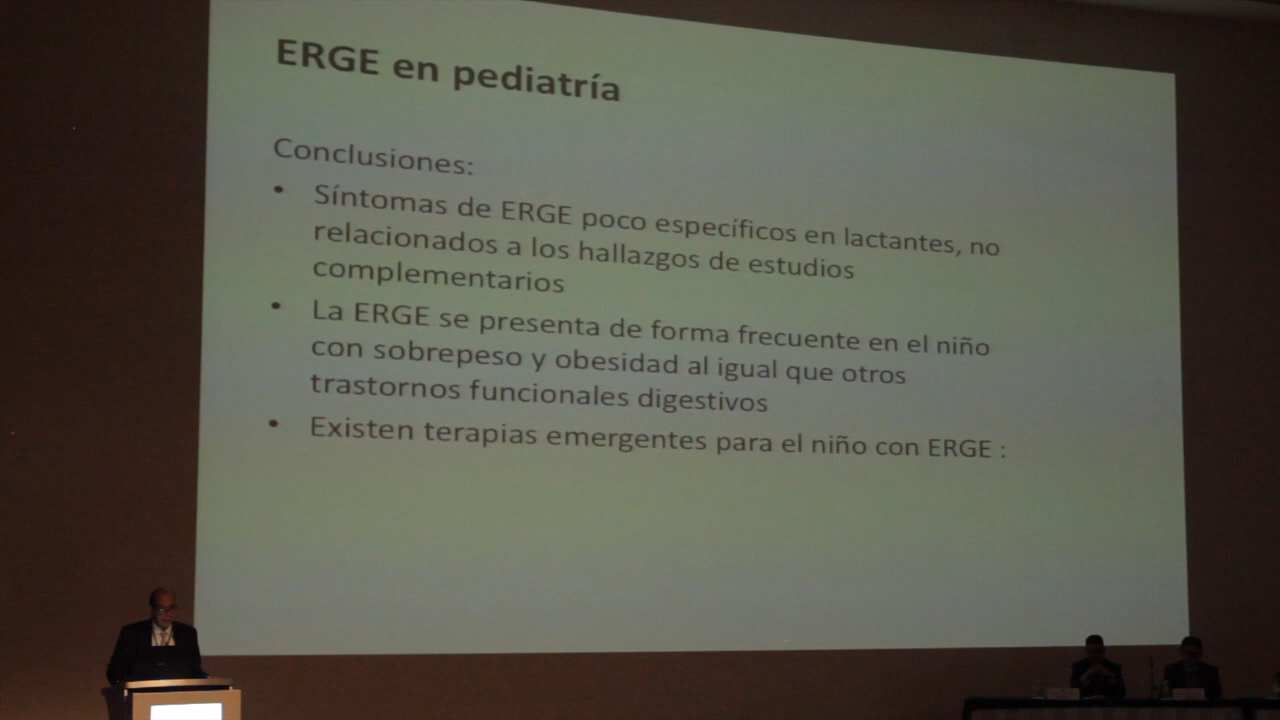 ERGE en pediatría
Conclusiones:
• Síntomas de ERGE poco específicos en lactantes, no
relacionados a los hallazgos de estudios
complementarios
• La ERGE se presenta de forma frecuente en el niño
con sobrepeso y obesidad al igual que otros
trastornos funcionales digestivos
• Existen terapias emergentes para el niño con ERGE :